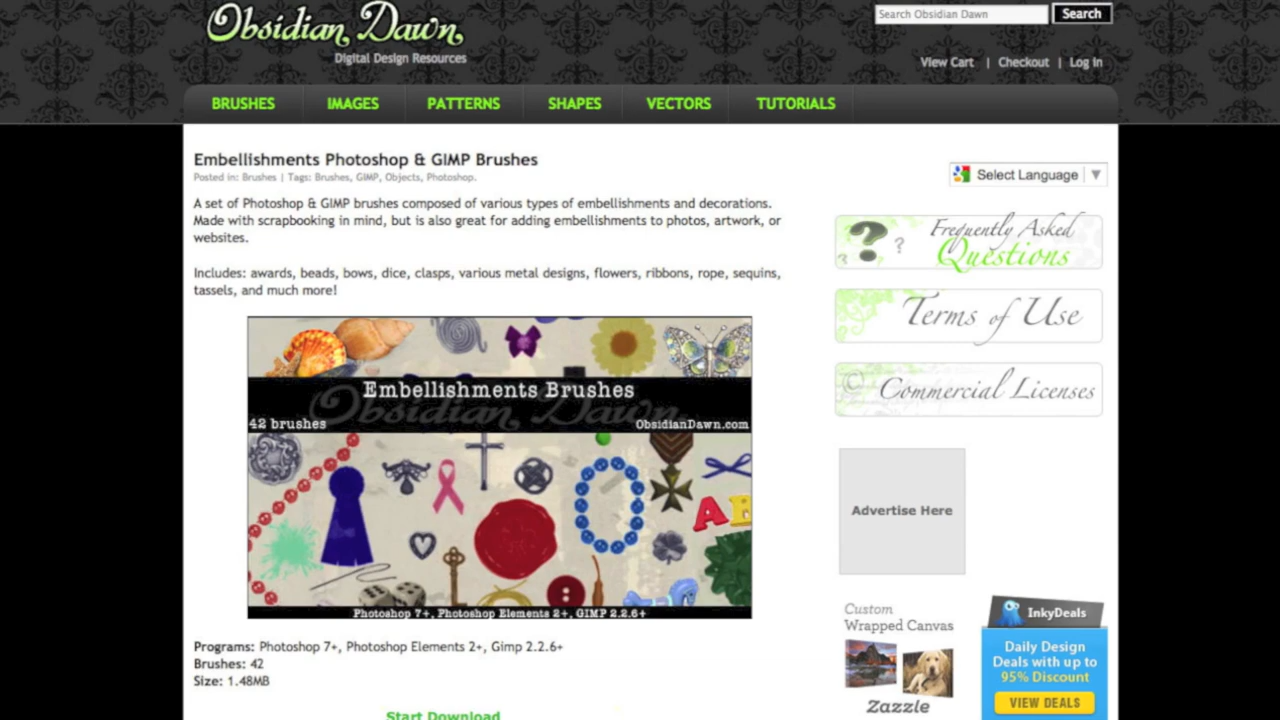 Obsidian Dawn
Digital Design Resources
Search Obsidian Dawn
Search
View Cart | Checkout | Log In
BRUSHES
IMAGES
PATTERNS
SHAPES
VECTORS
TUTORIALS
Embellishments Photoshop & GIMP Brushes
Posted in: Brushes | Tags: Brushes, GIMP, Objects, Photoshop.
A set of Photoshop & GIMP brushes composed of various types of embellishments and decorations.
Made with scrapbooking in mind, but is also great for adding embellishments to photos, artwork, or
websites.
Includes: awards, beads, bows, dice, clasps, various metal designs, flowers, ribbons, rope, sequins,
tassels, and much more!
Embellishments Brushes
Obsidian Dawn
42 brushes
ObsidianDawn.com
A B
Photoshop 7+, Photoshop Elements 2+, GIMP 2.2.6+
Programs: Photoshop 7+, Photoshop Elements 2+, Gimp 2.2.6+
Brushes: 42
Size: 1.48MB
Start Download
Select Language ▼
Frequently Asked
Questions
Terms of Use
© Commercial Licenses
Advertise Here
Custom
Wrapped Canvas
Zazzle
InkyDeals
Daily Design
Deals with up to
95% Discount
VIEW DEALS